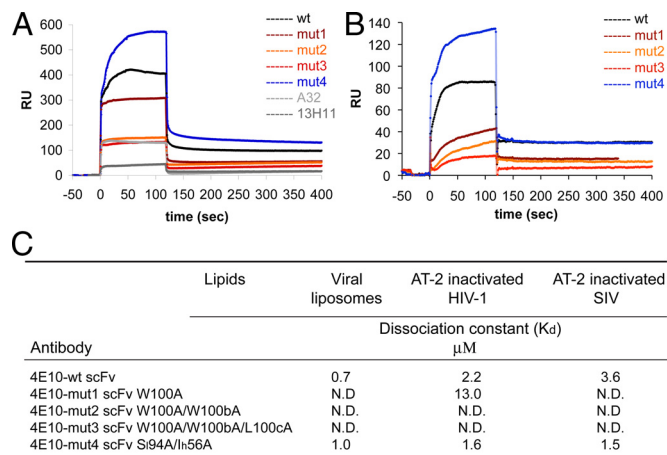 A
600
500
400
300
200
100
0
RU
-50 0 50 100 150 200 250 300 350 400
time (sec)
wt
mut1
mut2
mut3
mut4
A32
13H11
B
140
120
100
80
60
40
20
0
RU
-50 0 50 100 150 200 250 300 350 400
time (sec)
wt
mut1
mut2
mut3
mut4
C
Lipids Viral liposomes AT-2 inactivated HIV-1 AT-2 inactivated SIV
Dissociation constant (Kd)
Antibody µM
4E10-wt scFv 0.7 2.2 3.6
4E10-mut1 scFv W100A N.D 13.0 N.D.
4E10-mut2 scFv W100A/W100bA N.D. N.D. N.D.
4E10-mut3 scFv W100A/W100bA/L100cA N.D. N.D. N.D.
4E10-mut4 scFv Sl94A/Ih56A 1.0 1.6 1.5